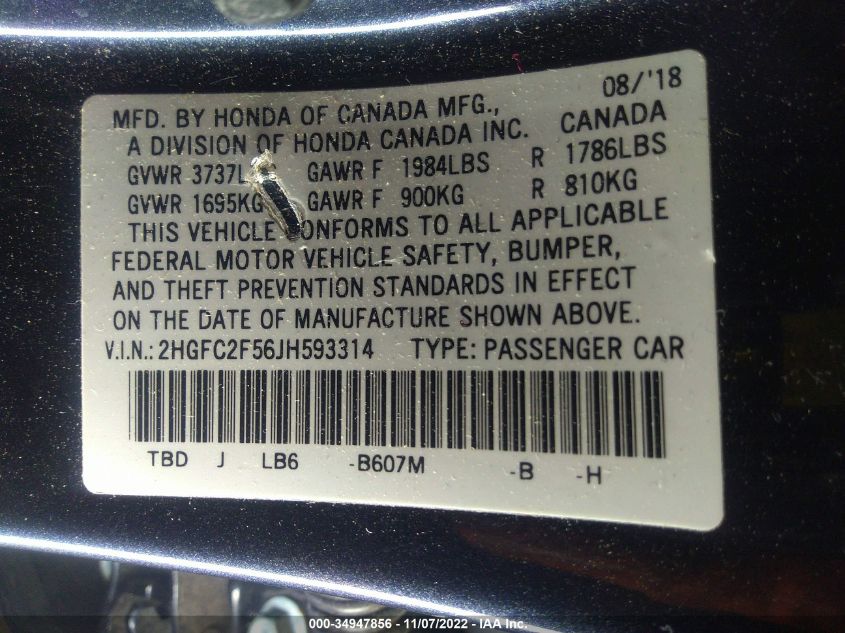 08/'18
MFD. BY HONDA OF CANADA MFG.,
A DIVISION OF HONDA CANADA INC. CANADA
GVWR 3737L GAWR F 1984LBS R 1786LBS
GVWR 1695KG GAWR F 900KG R 810KG
THIS VEHICLE CONFORMS TO ALL APPLICABLE
FEDERAL MOTOR VEHICLE SAFETY, BUMPER,
AND THEFT PREVENTION STANDARDS IN EFFECT
ON THE DATE OF MANUFACTURE SHOWN ABOVE.
V.I.N.: 2HGFC2F56JH593314 TYPE: PASSENGER CAR
TBD J LB6 -B607M -B -H
000-34947856 - 11/07/2022 - IAA Inc.